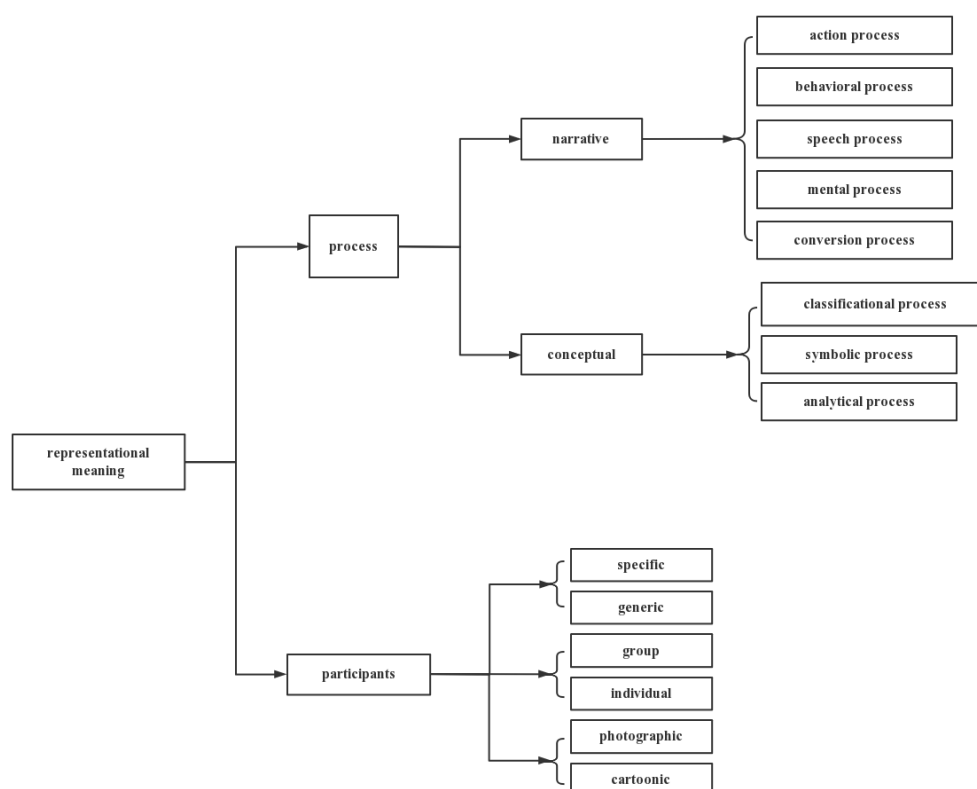 action process
behavioral process
narrative
speech process
mental process
process
conversion process
classificational process
conceptual
symbolic process
analytical process
representational
meaning
specific
generic
group
participants
individual
photographic
cartoonic